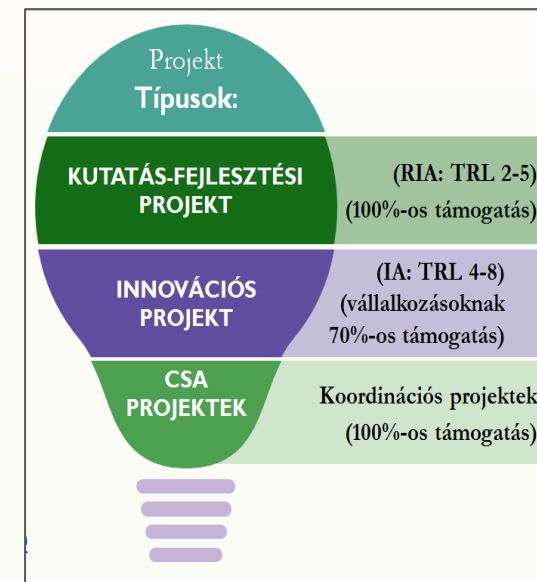 Projekt
Típusok:
KUTATÁS-FEJLESZTÉSI
PROJEKT
(RIA: TRL 2-5)
(100%-os támogatás)
INNOVÁCIÓS
PROJEKT
(IA: TRL 4-8)
(vállalkozásoknak
70%-os támogatás)
CSA
PROJEKTEK
Koordinációs projektek
(100%-os támogatás)